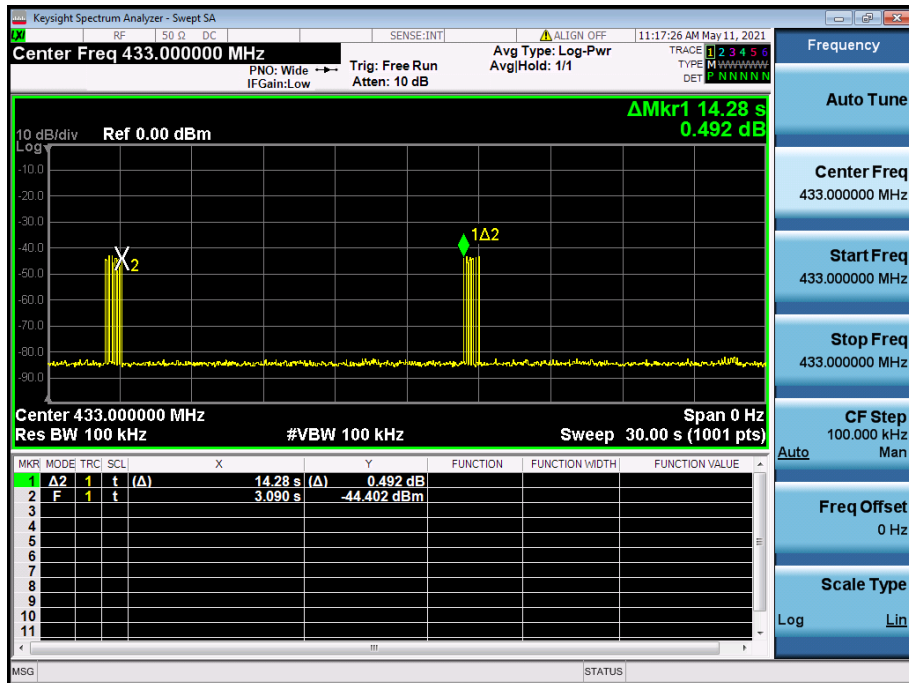 Keysight Spectrum Analyzer - Swept SA
LXI RF 50 Ω DC SENSE:INT ALIGN OFF 11:17:26 AM May 11, 2021
Center Freq 433.000000 MHz
PNO: Wide
IFGain:Low
Trig: Free Run
Atten: 10 dB
Avg Type: Log-Pwr
Avg|Hold: 1/1
TRACE 1 2 3 4 5 6
TYPE M W W W W W
DET P N N N N N
ΔMkr1 14.28 s
0.492 dB
10 dB/div Ref 0.00 dBm
Log
-10.0
-20.0
-30.0
-40.0
-50.0
-60.0
-70.0
-80.0
-90.0
2
1Δ2
Center 433.000000 MHz Span 0 Hz
Res BW 100 kHz #VBW 100 kHz Sweep 30.00 s (1001 pts)
MKR MODE TRC SCL X Y FUNCTION FUNCTION WIDTH FUNCTION VALUE
1 Δ2 1 t (Δ) 14.28 s (Δ) 0.492 dB
2 F 1 t 3.090 s -44.402 dBm
3
4
5
6
7
8
9
10
11
MSG STATUS
Frequency
Auto Tune
Center Freq
433.000000 MHz
Start Freq
433.000000 MHz
Stop Freq
433.000000 MHz
CF Step
100.000 kHz
Auto Man
Freq Offset
0 Hz
Scale Type
Log Lin